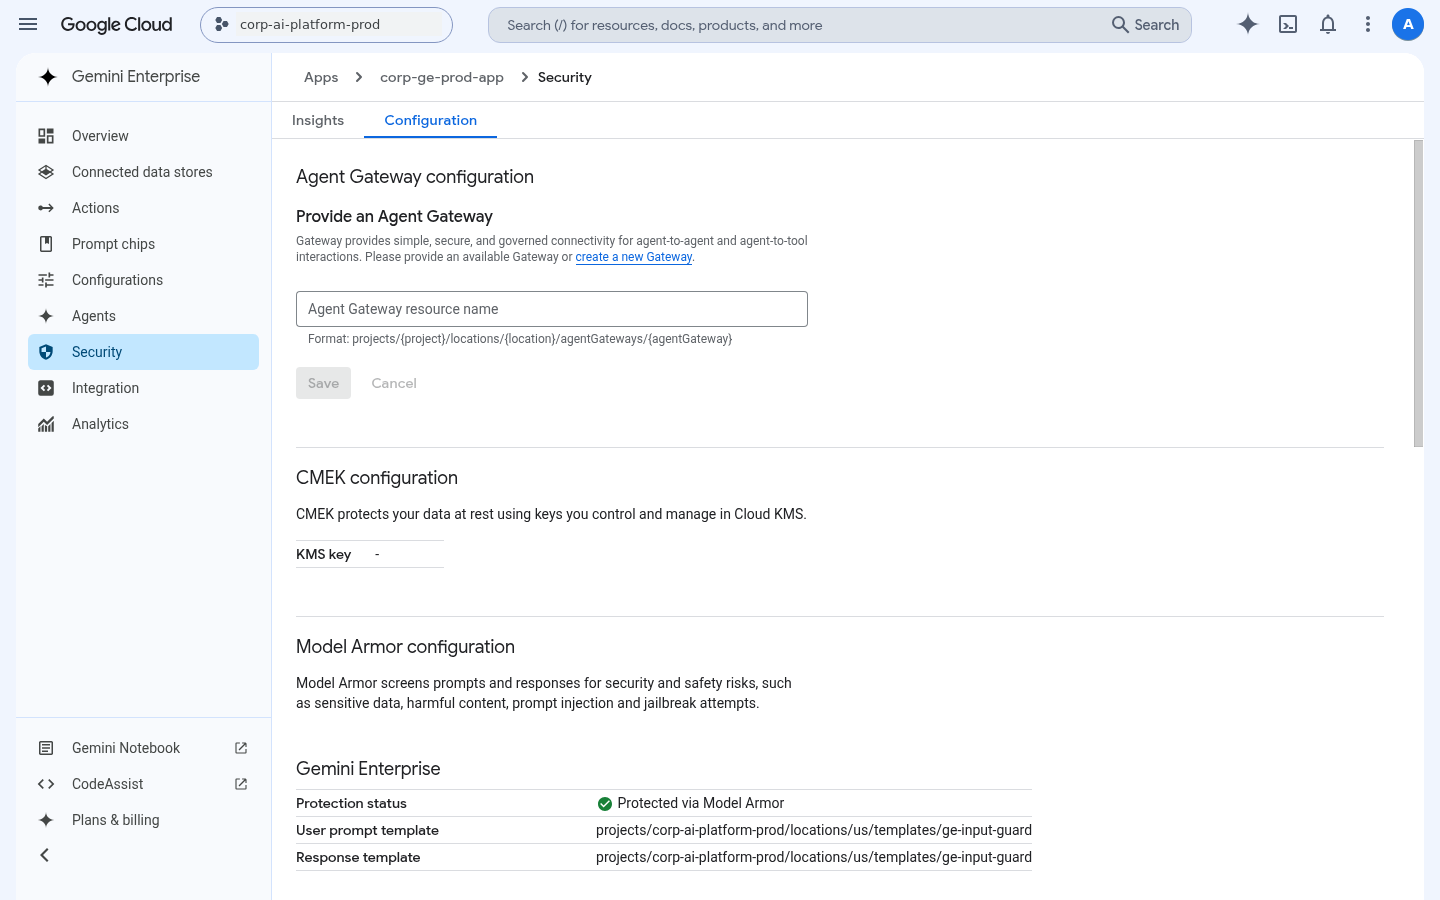 Google Cloud
corp-ai-platform-prod
Search (/) for resources, docs, products, and more
Search
A
Gemini Enterprise
Apps
corp-ge-prod-app
Security
Insights
Configuration
Overview
Connected data stores
Actions
Prompt chips
Configurations
Agents
Security
Integration
Analytics
Gemini Notebook
CodeAssist
Plans & billing
Agent Gateway configuration
Provide an Agent Gateway
Gateway provides simple, secure, and governed connectivity for agent-to-agent and agent-to-tool
interactions. Please provide an available Gateway or create a new Gateway.
Agent Gateway resource name
Format: projects/{project}/locations/{location}/agentGateways/{agentGateway}
Save
Cancel
CMEK configuration
CMEK protects your data at rest using keys you control and manage in Cloud KMS.
KMS key -
Model Armor configuration
Model Armor screens prompts and responses for security and safety risks, such
as sensitive data, harmful content, prompt injection and jailbreak attempts.
Gemini Enterprise
Protection status Protected via Model Armor
User prompt template projects/corp-ai-platform-prod/locations/us/templates/ge-input-guard
Response template projects/corp-ai-platform-prod/locations/us/templates/ge-input-guard